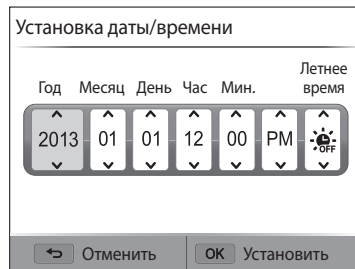 Установка даты/времени
Летнее
Год Месяц День Час Мин. время
2013 01 01 12 00 PM OFF
Отменить OK Установить